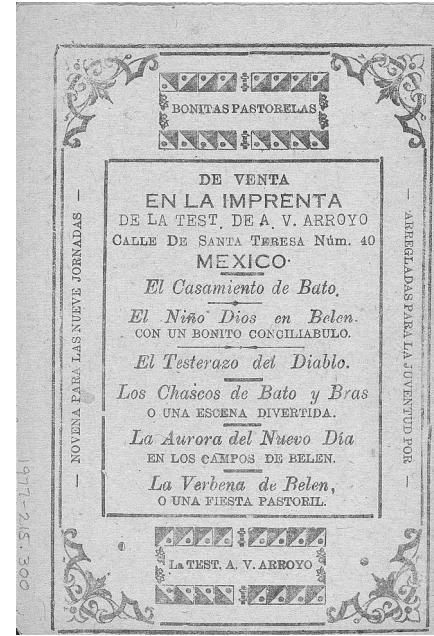 BONITAS PASTORELAS
DE VENTA
EN LA IMPRENTA
DE LA TEST. DE A. V. ARROYO
CALLE DE SANTA TERESA NÚM. 40
MEXICO.
El Casamiento de Bato.
El Niño Dios en Belen.
CON UN BONITO CONCILIABULO.
El Testerazo del Diablo.
Los Chascos de Bato y Bras
O UNA ESCENA DIVERTIDA.
La Aurora del Nuevo Día
EN LOS CAMPOS DE BELEN.
La Verbena de Belen,
O UNA FIESTA PASTORIL.
La TEST. A. V. ARROYO
— NOVENA PARA LAS NUEVE JORNADAS —
— ARREGLADAS PARA LA JUVENTUD POR —
1977-215.300